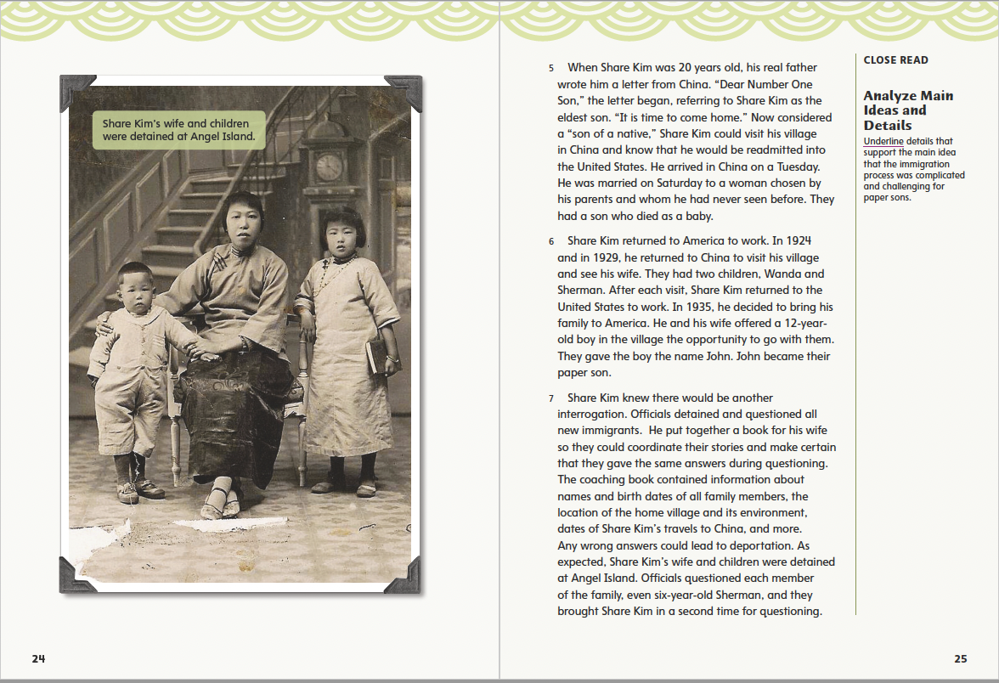 Share Kim's wife and children
were detained at Angel Island.
24
5 When Share Kim was 20 years old, his real father
wrote him a letter from China. “Dear Number One
Son,” the letter began, referring to Share Kim as the
eldest son. “It is time to come home.” Now considered
a “son of a native,” Share Kim could visit his village
in China and know that he would be readmitted into
the United States. He arrived in China on a Tuesday.
He was married on Saturday to a woman chosen by
his parents and whom he had never seen before. They
had a son who died as a baby.
6 Share Kim returned to America to work. In 1924
and in 1929, he returned to China to visit his village
and see his wife. They had two children, Wanda and
Sherman. After each visit, Share Kim returned to the
United States to work. In 1935, he decided to bring his
family to America. He and his wife offered a 12-year-
old boy in the village the opportunity to go with them.
They gave the boy the name John. John became their
paper son.
7 Share Kim knew there would be another
interrogation. Officials detained and questioned all
new immigrants. He put together a book for his wife
so they could coordinate their stories and make certain
that they gave the same answers during questioning.
The coaching book contained information about
names and birth dates of all family members, the
location of the home village and its environment,
dates of Share Kim's travels to China, and more.
Any wrong answers could lead to deportation. As
expected, Share Kim's wife and children were detained
at Angel Island. Officials questioned each member
of the family, even six-year-old Sherman, and they
brought Share Kim in a second time for questioning.
CLOSE READ
Analyze Main
Ideas and
Details
Underline details that
support the main idea
that the immigration
process was complicated
and challenging for
paper sons.
25